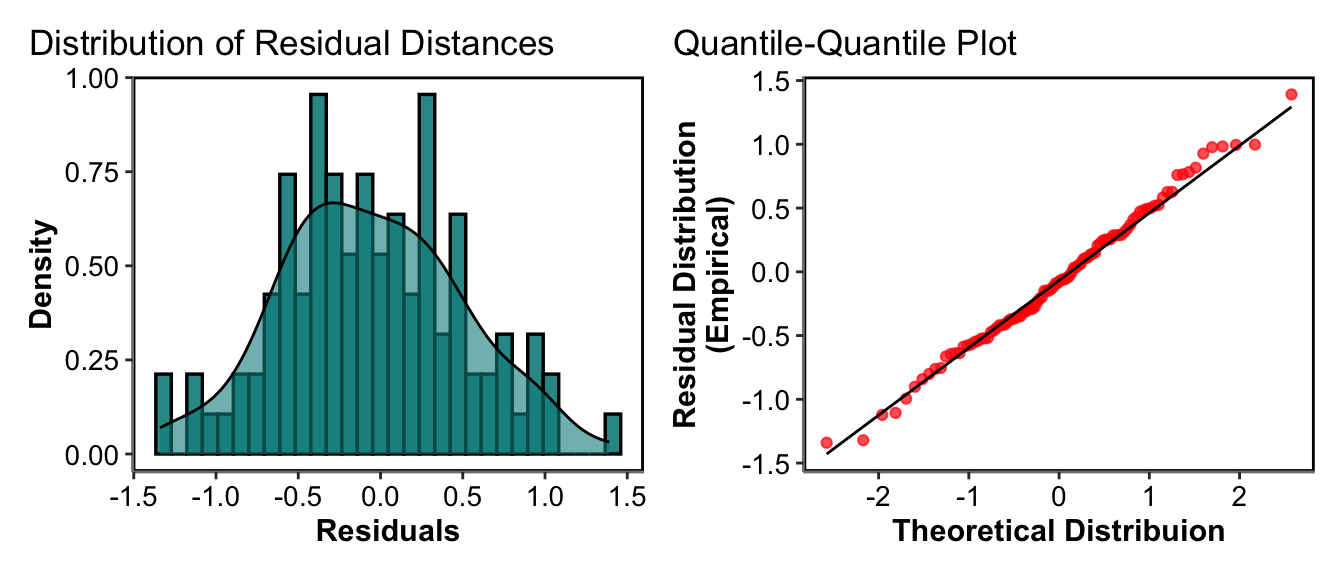 Distribution of Residual Distances
1.00
0.75
0.50
0.25
0.00
Density
-1.5 -1.0 -0.5 0.0 0.5 1.0 1.5
Residuals
Quantile-Quantile Plot
1.5
1.0
0.5
0.0
-0.5
-1.0
-1.5
Residual Distribution
(Empirical)
-2 -1 0 1 2
Theoretical Distribuion